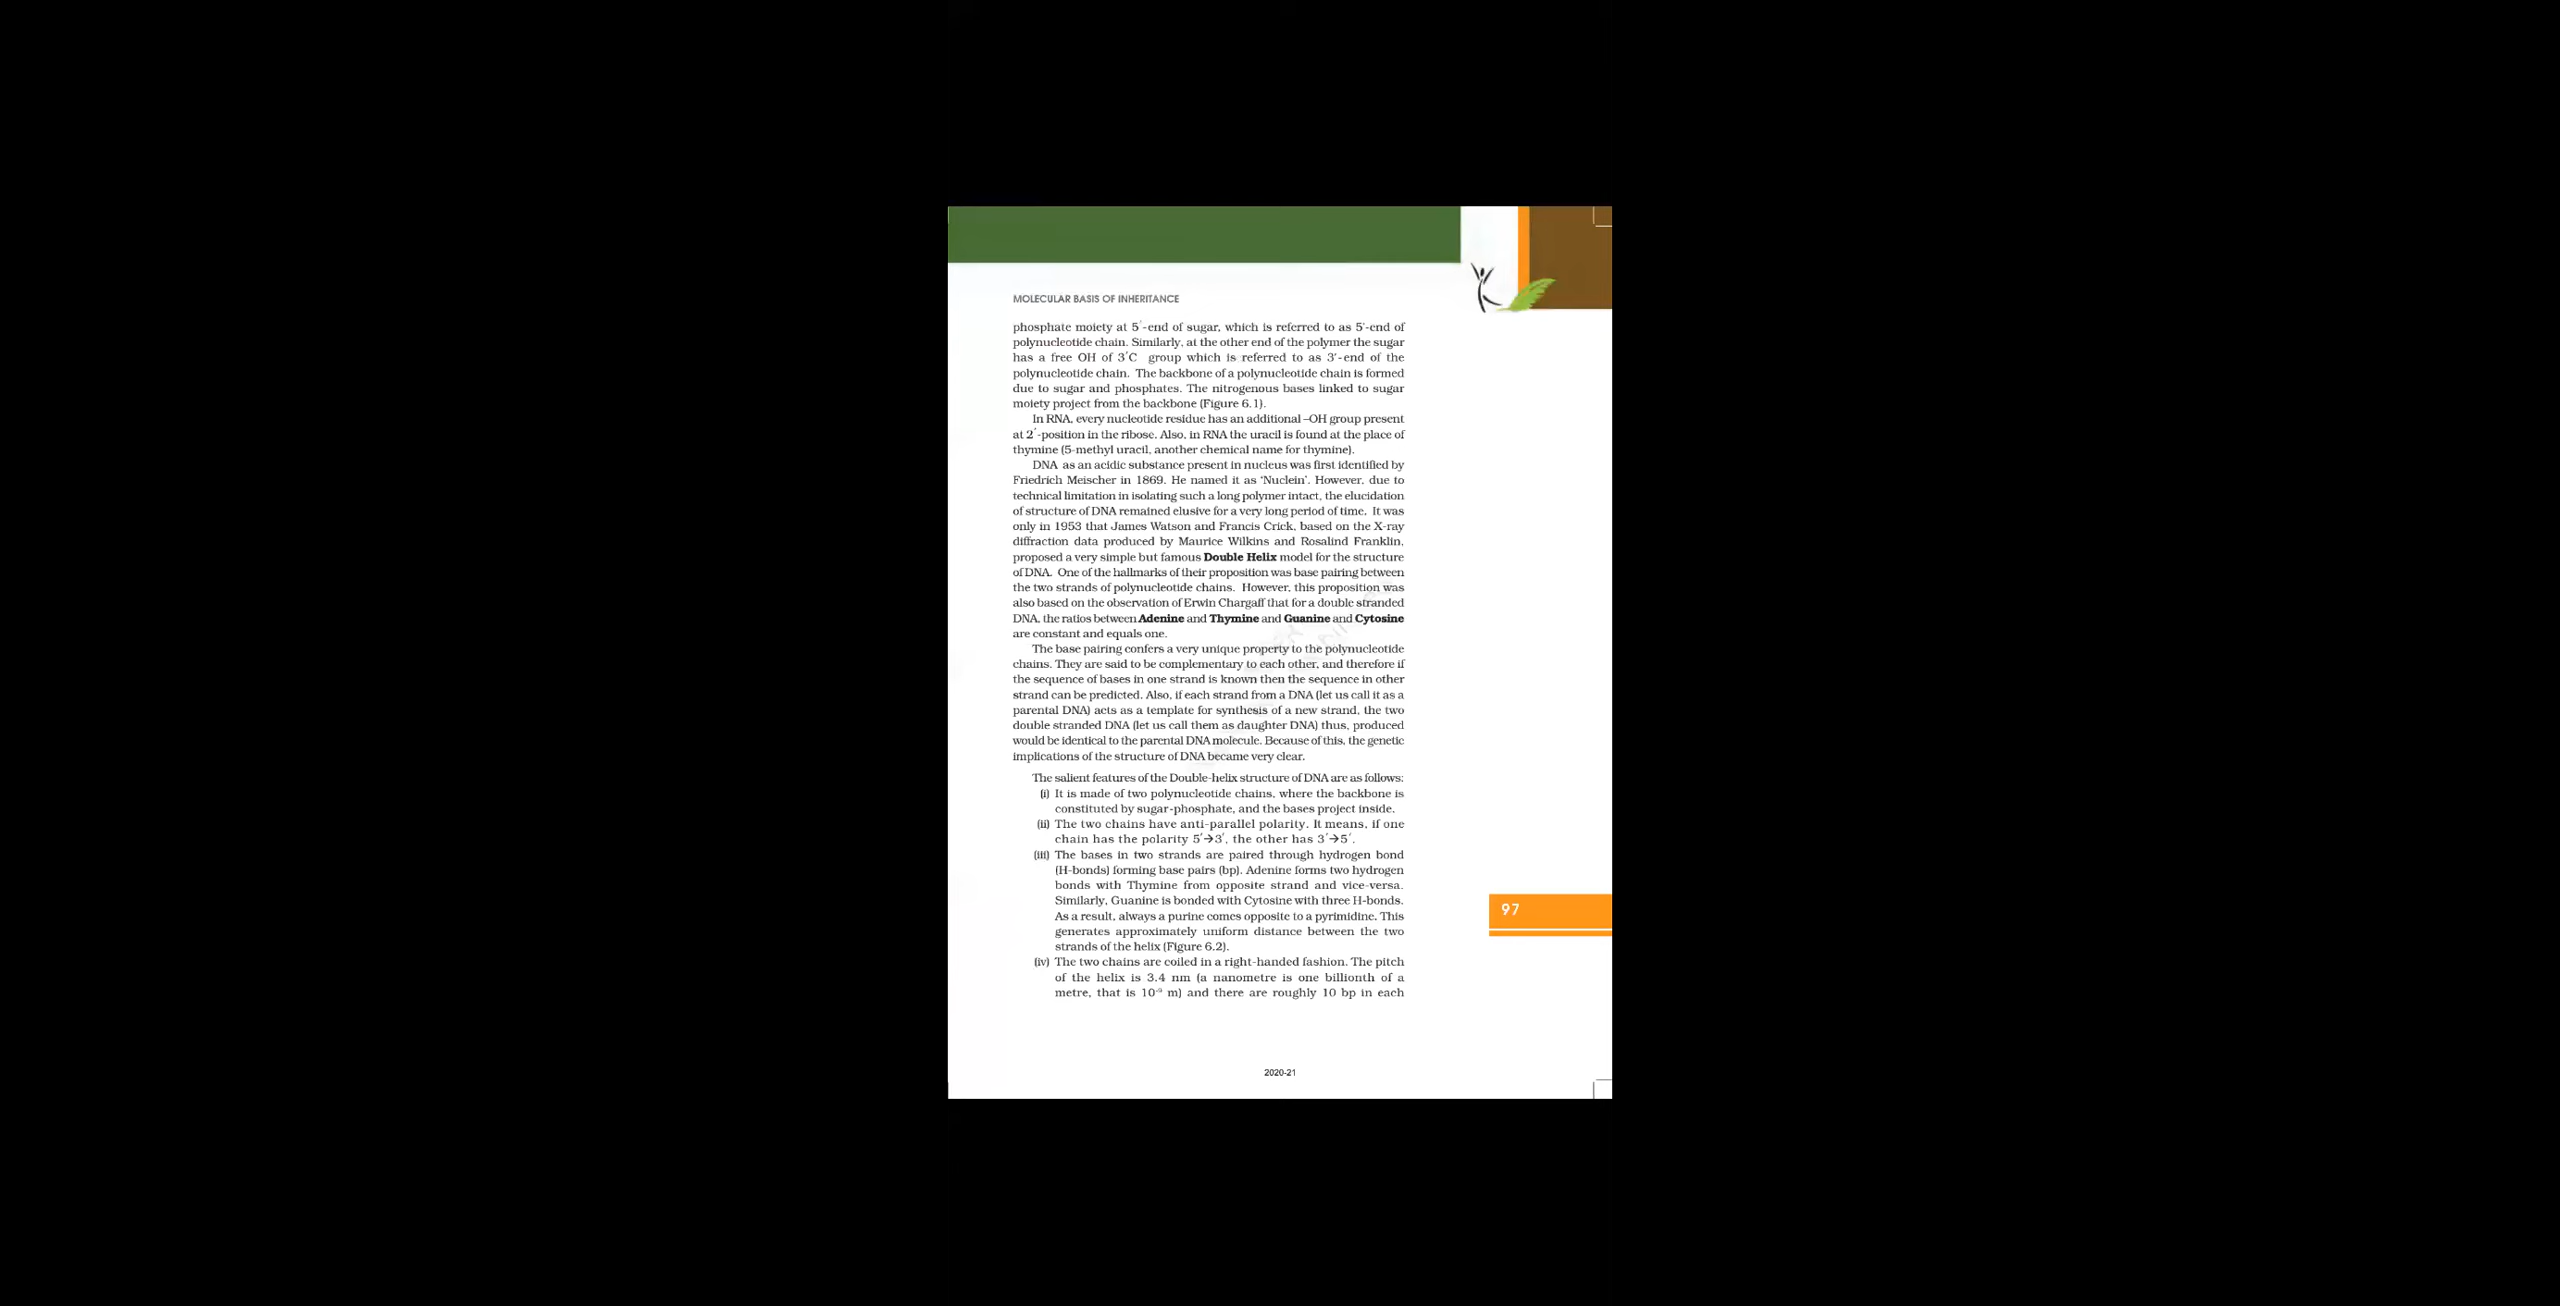 MOLECULAR BASIS OF INHERITANCE
phosphate moiety at 5′-end of sugar, which is referred to as 5'-end of
polynucleotide chain. Similarly, at the other end of the polymer the sugar
has a free OH of 3′C group which is referred to as 3' -end of the
polynucleotide chain. The backbone of a polynucleotide chain is formed
due to sugar and phosphates. The nitrogenous bases linked to sugar
moiety project from the backbone (Figure 6.1).
In RNA, every nucleotide residue has an additional –OH group present
at 2′-position in the ribose. Also, in RNA the uracil is found at the place of
thymine (5-methyl uracil, another chemical name for thymine).
DNA as an acidic substance present in nucleus was first identified by
Friedrich Meischer in 1869. He named it as ‘Nuclein’. However, due to
technical limitation in isolating such a long polymer intact, the elucidation
of structure of DNA remained elusive for a very long period of time. It was
only in 1953 that James Watson and Francis Crick, based on the X-ray
diffraction data produced by Maurice Wilkins and Rosalind Franklin,
proposed a very simple but famous Double Helix model for the structure
of DNA. One of the hallmarks of their proposition was base pairing between
the two strands of polynucleotide chains. However, this proposition was
also based on the observation of Erwin Chargaff that for a double stranded
DNA, the ratios between Adenine and Thymine and Guanine and Cytosine
are constant and equals one.
The base pairing confers a very unique property to the polynucleotide
chains. They are said to be complementary to each other, and therefore if
the sequence of bases in one strand is known then the sequence in other
strand can be predicted. Also, if each strand from a DNA (let us call it as a
parental DNA) acts as a template for synthesis of a new strand, the two
double stranded DNA (let us call them as daughter DNA) thus, produced
would be identical to the parental DNA molecule. Because of this, the genetic
implications of the structure of DNA became very clear.
The salient features of the Double-helix structure of DNA are as follows:
(i) It is made of two polynucleotide chains, where the backbone is
constituted by sugar-phosphate, and the bases project inside.
(ii) The two chains have anti-parallel polarity. It means, if one
chain has the polarity 5′→3′, the other has 3′→5′.
(iii) The bases in two strands are paired through hydrogen bond
(H-bonds) forming base pairs (bp). Adenine forms two hydrogen
bonds with Thymine from opposite strand and vice-versa.
Similarly, Guanine is bonded with Cytosine with three H-bonds.
As a result, always a purine comes opposite to a pyrimidine. This
generates approximately uniform distance between the two
strands of the helix (Figure 6.2).
(iv) The two chains are coiled in a right-handed fashion. The pitch
of the helix is 3.4 nm (a nanometre is one billionth of a
metre, that is 10⁻⁹ m) and there are roughly 10 bp in each
97
2020-21